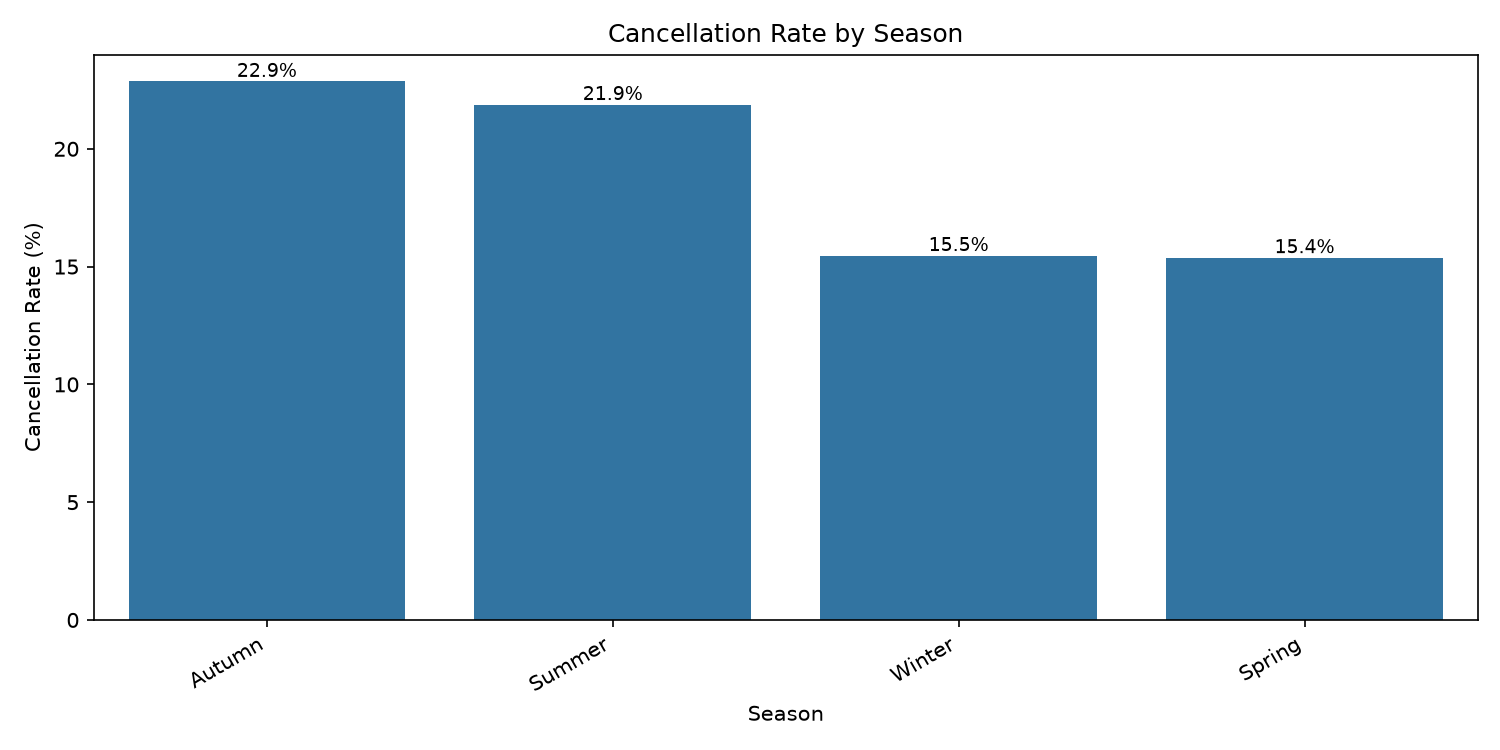 Cancellation Rate by Season
22.9%
21.9%
15.5%
15.4%
Cancellation Rate (%)
20
15
10
5
0
Autumn
Summer
Winter
Spring
Season